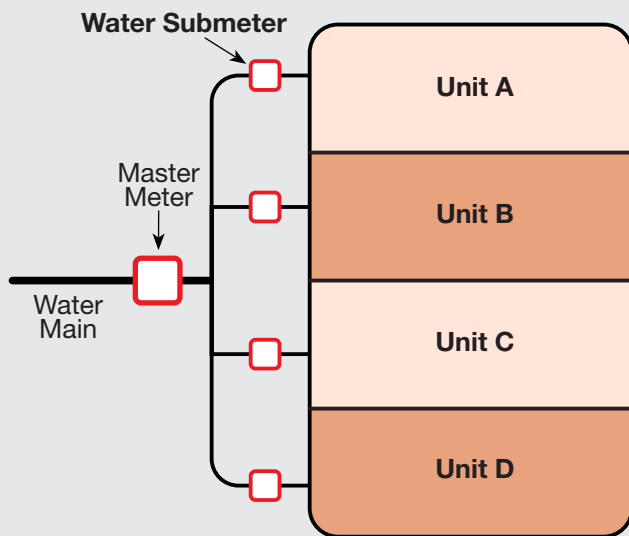 Water Submeter
Unit A
Master
Meter
Unit B
Water
Main
Unit C
Unit D